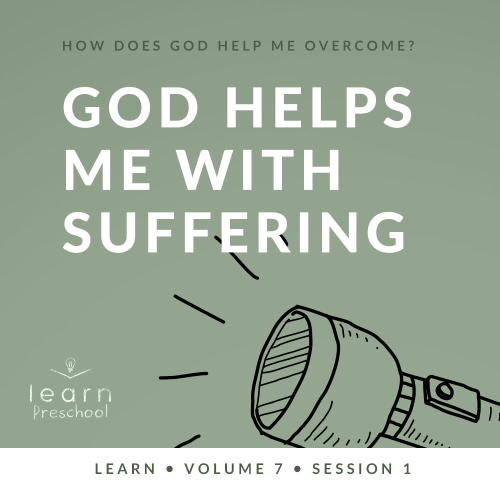 HOW DOES GOD HELP ME OVERCOME?
GOD HELPS
ME WITH
SUFFERING
learn
Preschool
LEARN • VOLUME 7 • SESSION 1